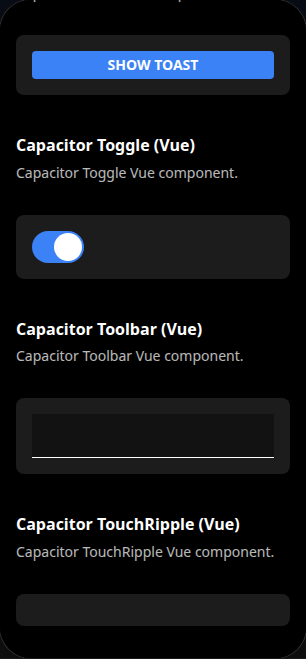 SHOW TOAST
Capacitor Toggle (Vue)
Capacitor Toggle Vue component.
Capacitor Toolbar (Vue)
Capacitor Toolbar Vue component.
Capacitor TouchRipple (Vue)
Capacitor TouchRipple Vue component.